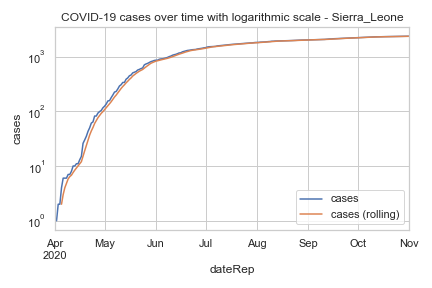 COVID-19 cases over time with logarithmic scale - Sierra_Leone
cases
10³
10²
10¹
10⁰
cases
cases (rolling)
Apr May Jun Jul Aug Sep Oct Nov
2020
dateRep